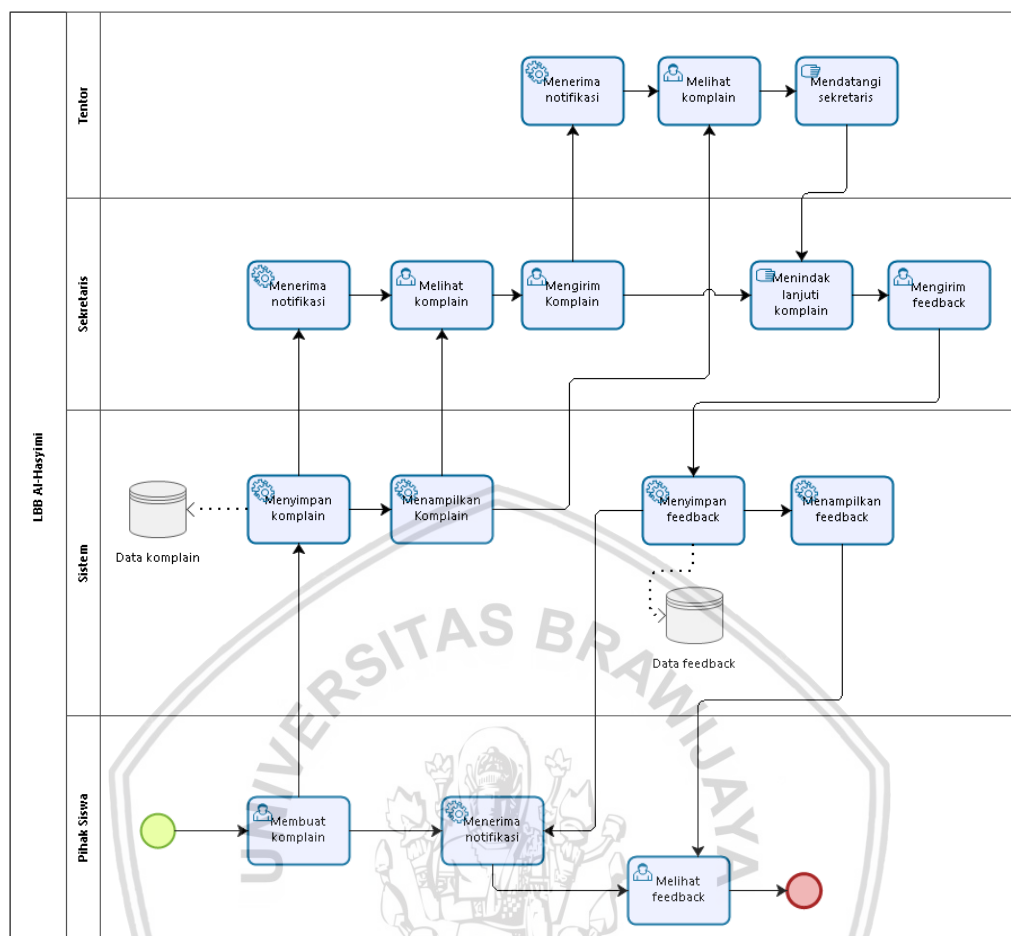 LBB Al-Hasyimi
Tentor
Menerima
notifikasi
Melihat
komplain
Mendatangi
sekretaris
Sekretaris
Menerima
notifikasi
Melihat
komplain
Mengirim
Komplain
Menindak
lanjuti
komplain
Mengirim
feedback
Sistem
Data komplain
Menyimpan
komplain
Menampilkan
Komplain
Menyimpan
feedback
Menampilkan
feedback
Data feedback
Pihak Siswa
Membuat
komplain
Menerima
notifikasi
Melihat
feedback
UNIVERSITAS BRAWIJAYA